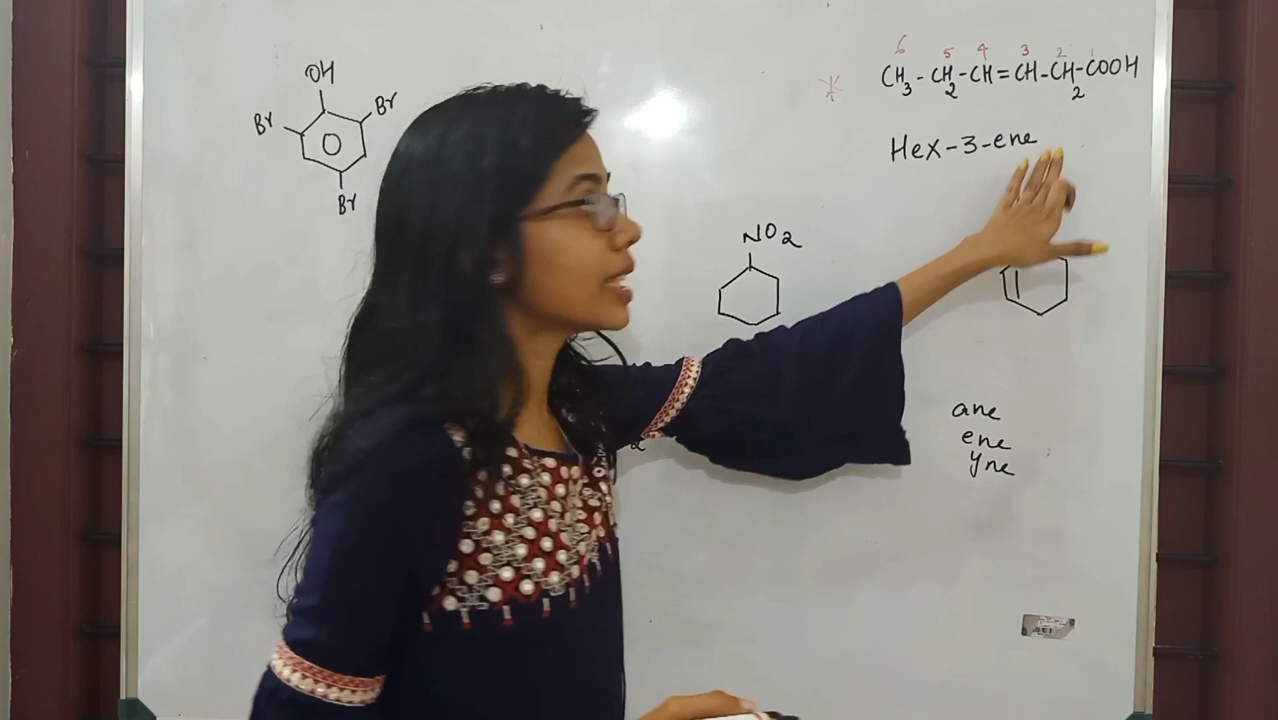 OH
Br
Br
Br
6 5 4 3 2 1
CH3 - CH2 - CH = CH - CH2 - COOH
Hex-3-ene
NO2
2
ane
ene
yne